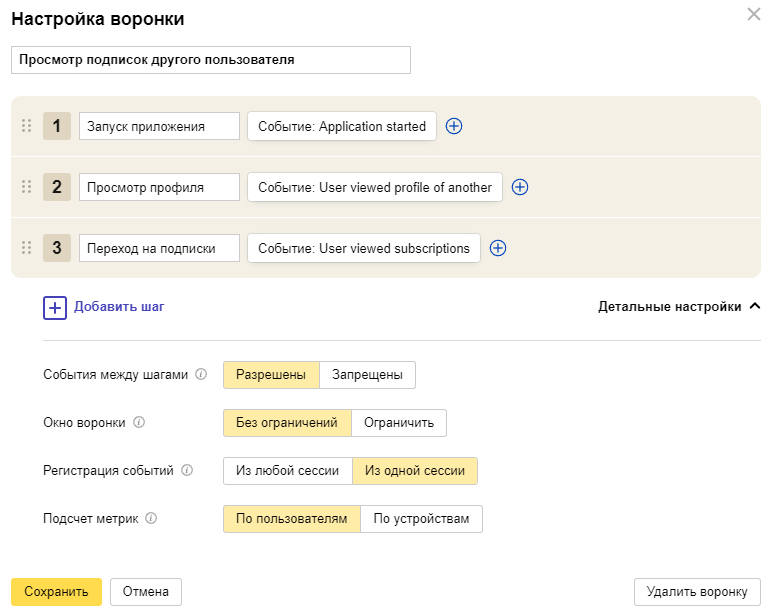 Настройка воронки
Просмотр подписок другого пользователя
1 Запуск приложения Событие: Application started
2 Просмотр профиля Событие: User viewed profile of another
3 Переход на подписки Событие: User viewed subscriptions
Добавить шаг Детальные настройки
События между шагами Разрешены Запрещены
Окно воронки Без ограничений Ограничить
Регистрация событий Из любой сессии Из одной сессии
Подсчет метрик По пользователям По устройствам
Сохранить Отмена Удалить воронку